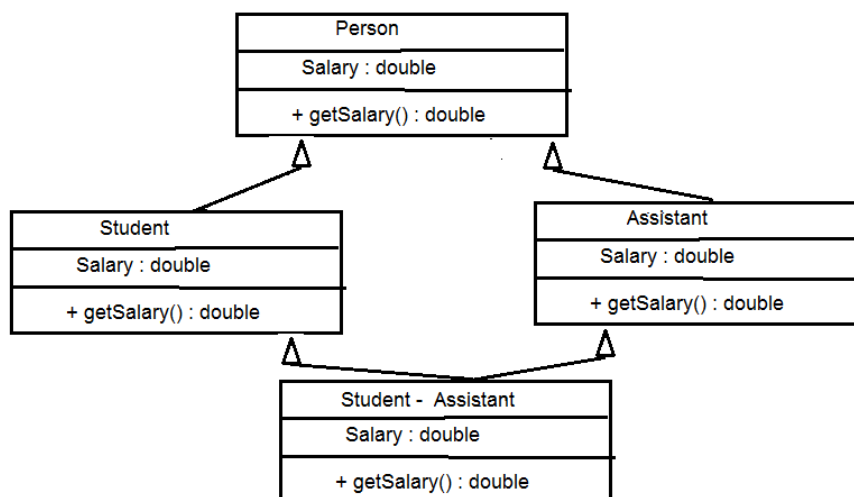 Person
Salary : double
+ getSalary() : double
Student
Salary : double
+ getSalary() : double
Assistant
Salary : double
+ getSalary() : double
Student - Assistant
Salary : double
+ getSalary() : double